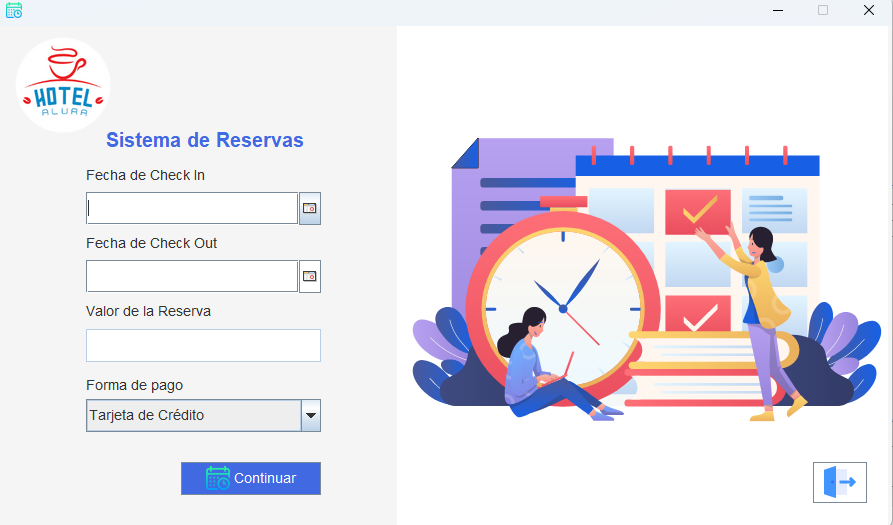 HOTEL
ALURA
Sistema de Reservas
Fecha de Check In
Fecha de Check Out
Valor de la Reserva
Forma de pago
Tarjeta de Crédito
Continuar